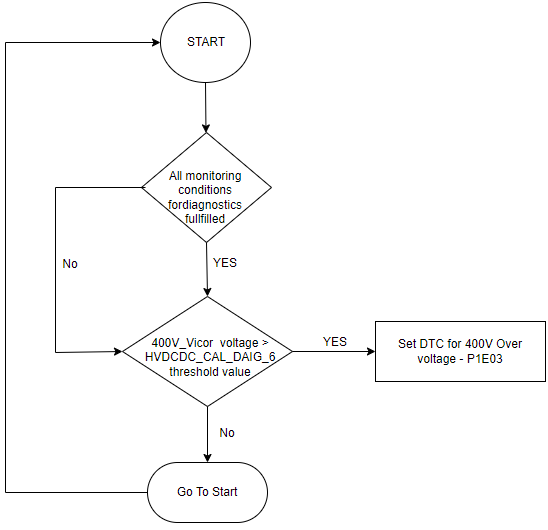 START
All monitoring
conditions
fordiagnostics
fullfilled
No
YES
400V_Vicor voltage >
HVDCDC_CAL_DAIG_6
threshold value
YES
Set DTC for 400V Over
voltage - P1E03
No
Go To Start